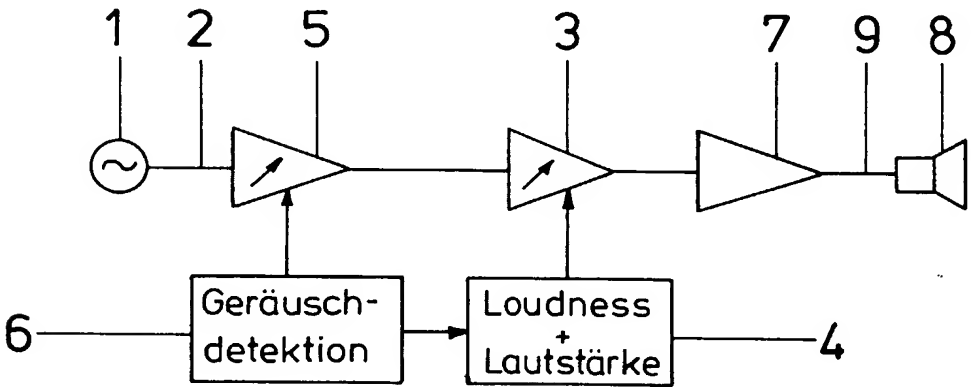 1 2 5 3 7 9 8
~
Geräusch-
detektion
Loudness
+
Lautstärke
6
4